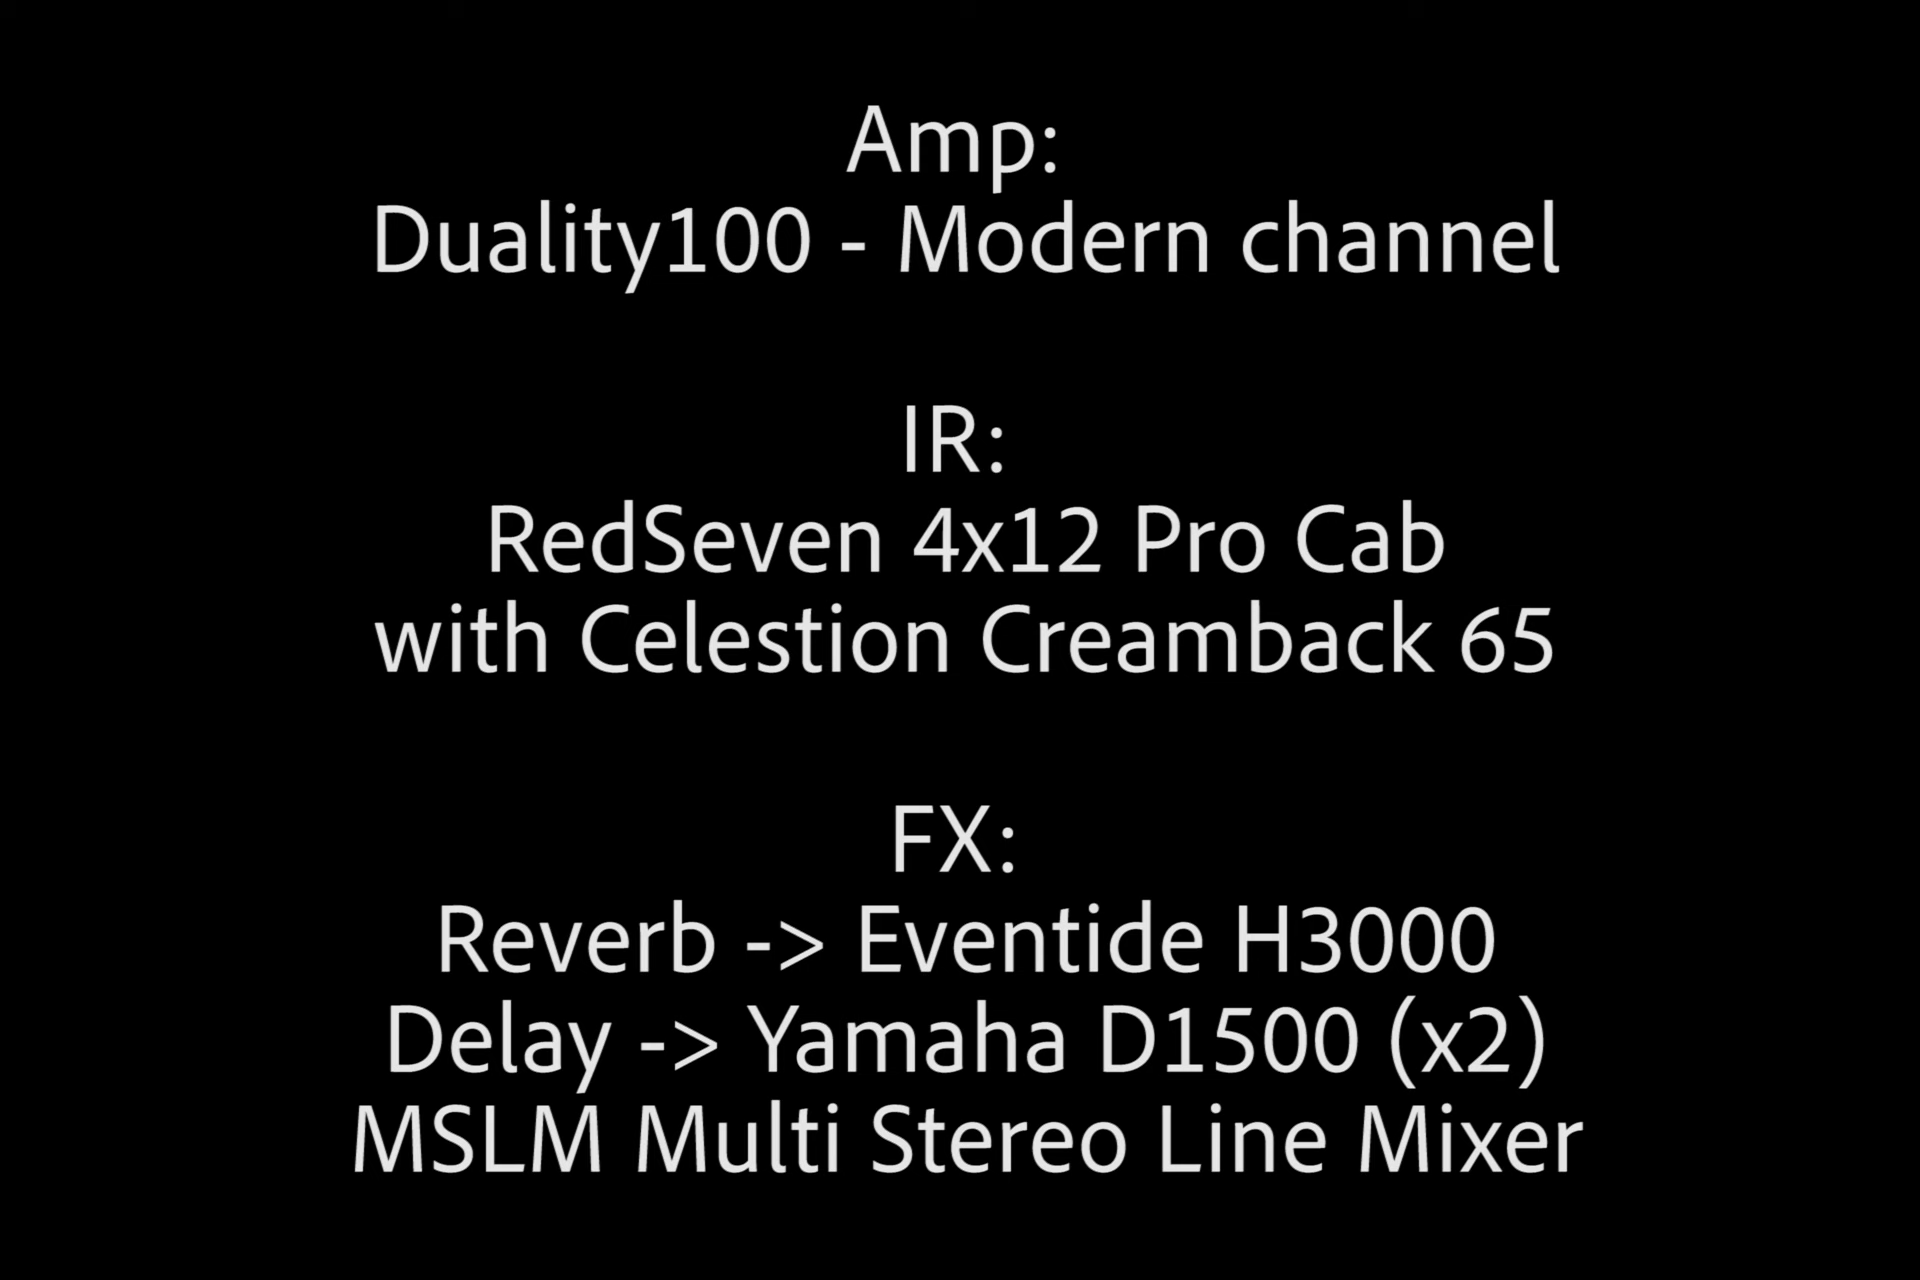 Amp:
Duality100 - Modern channel
IR:
RedSeven 4x12 Pro Cab
with Celestion Creamback 65
FX:
Reverb -> Eventide H3000
Delay -> Yamaha D1500 (x2)
MSLM Multi Stereo Line Mixer